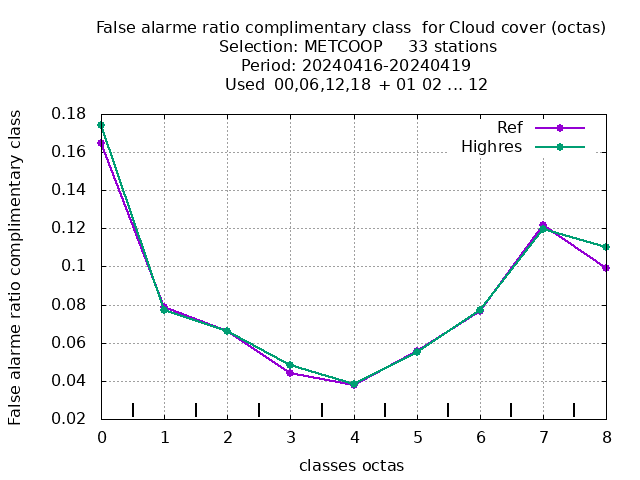 False alarme ratio complimentary class  for Cloud cover (octas)
Selection: METCOOP     33 stations
Period: 20240416-20240419
Used  00,06,12,18 + 01 02 ... 12
False alarme ratio complimentary class
0.18
0.16
0.14
0.12
0.1
0.08
0.06
0.04
0.02
Ref
Highres
0 1 2 3 4 5 6 7 8
classes octas